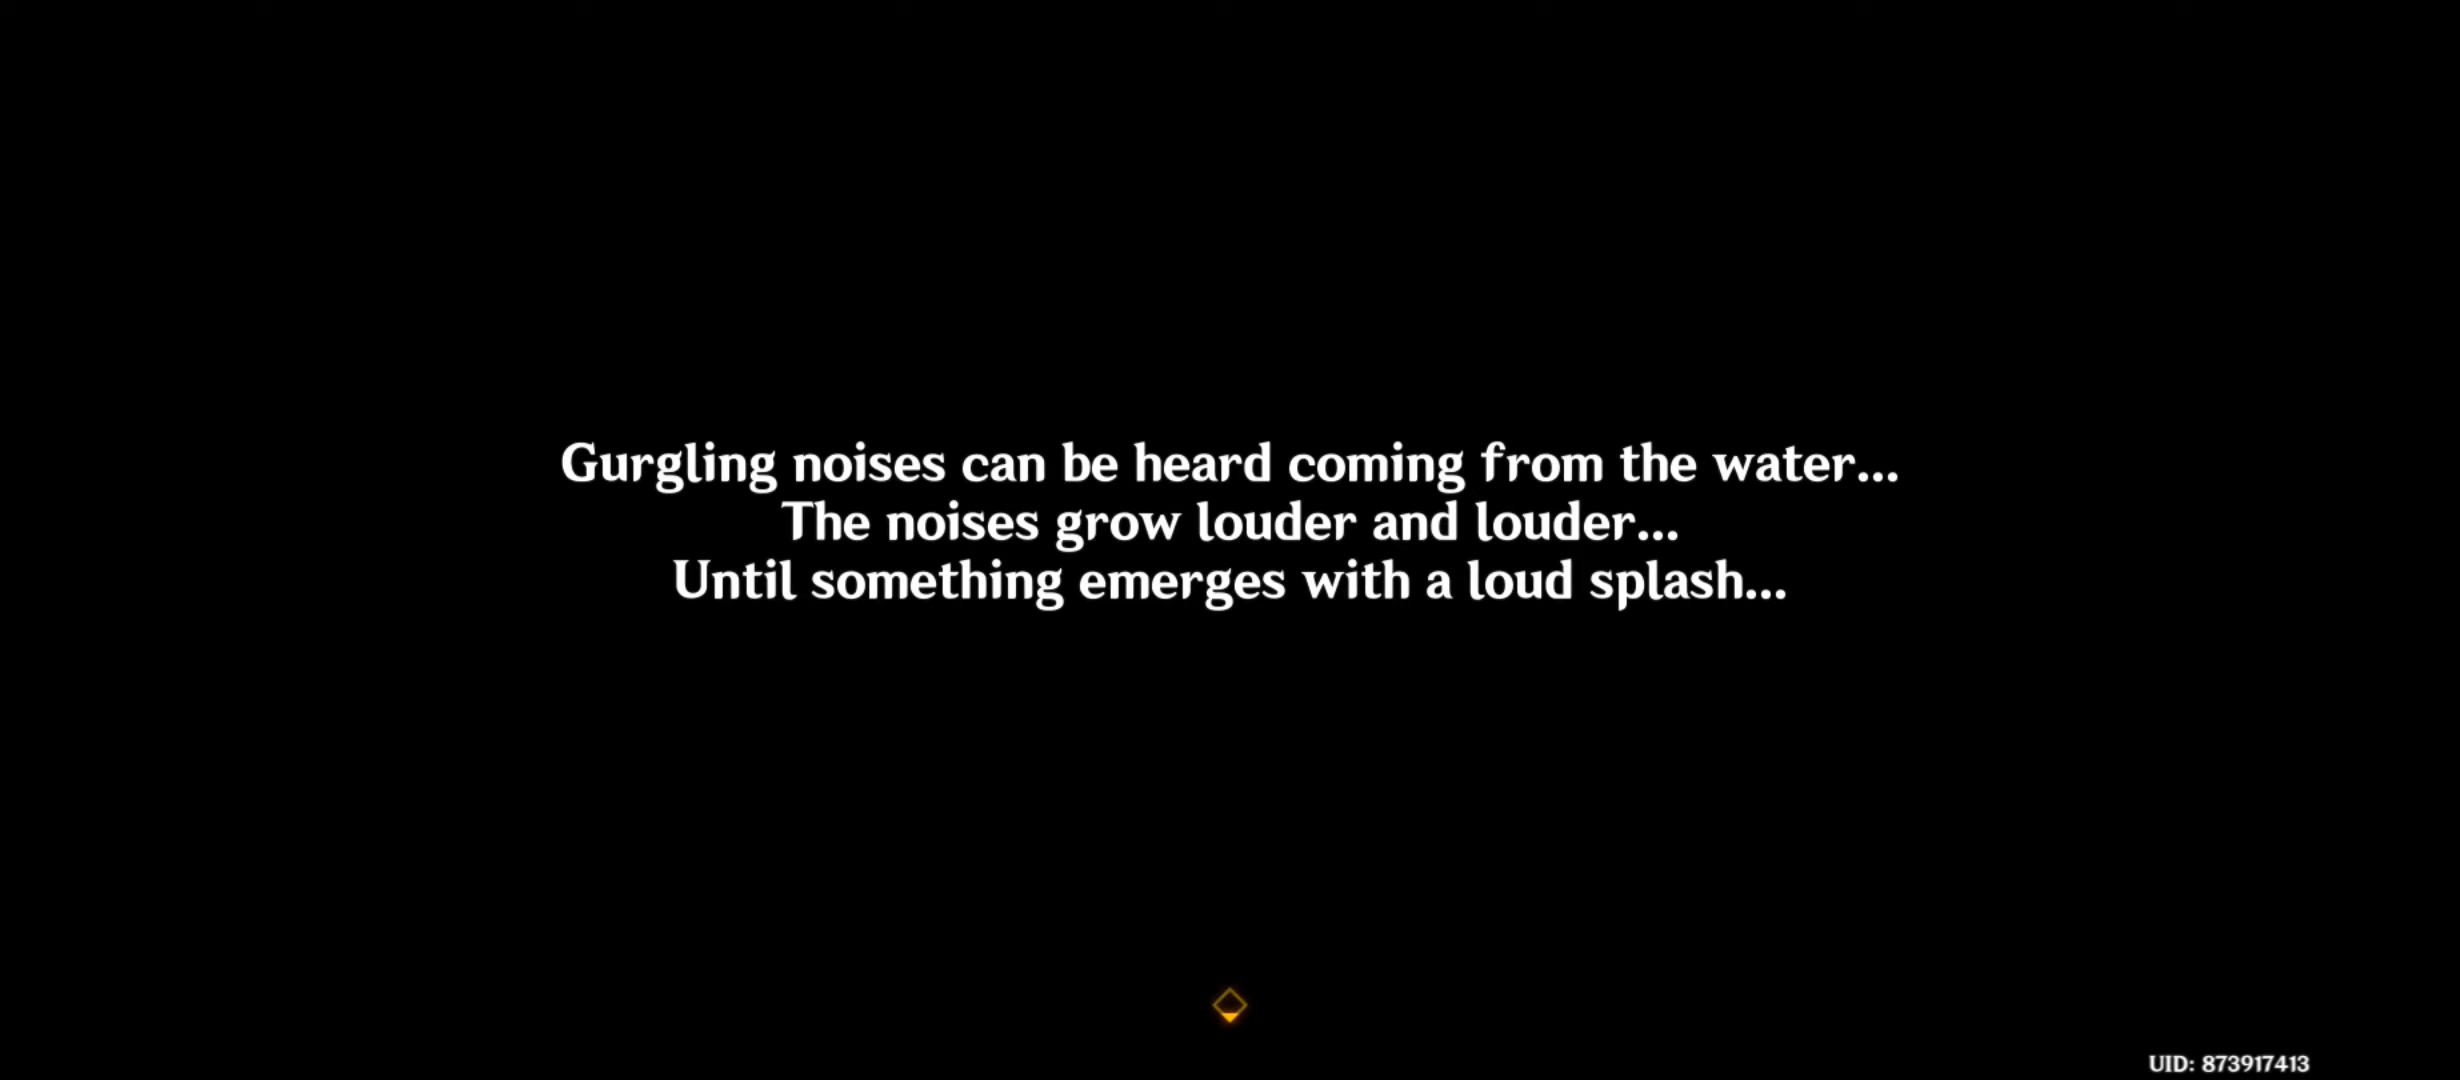 Gurgling noises can be heard coming from the water...
The noises grow louder and louder...
Until something emerges with a loud splash...
UID: 873917413